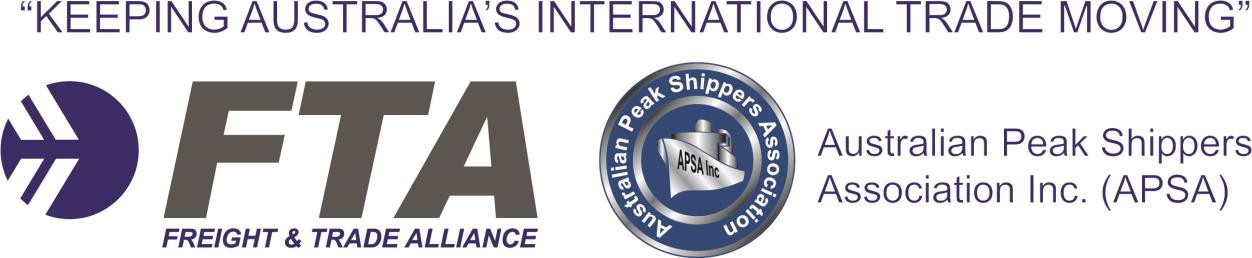 “KEEPING AUSTRALIA’S INTERNATIONAL TRADE MOVING”
FTA
FREIGHT & TRADE ALLIANCE
Australian Peak Shippers Association
APSA Inc
Australian Peak Shippers
Association Inc. (APSA)